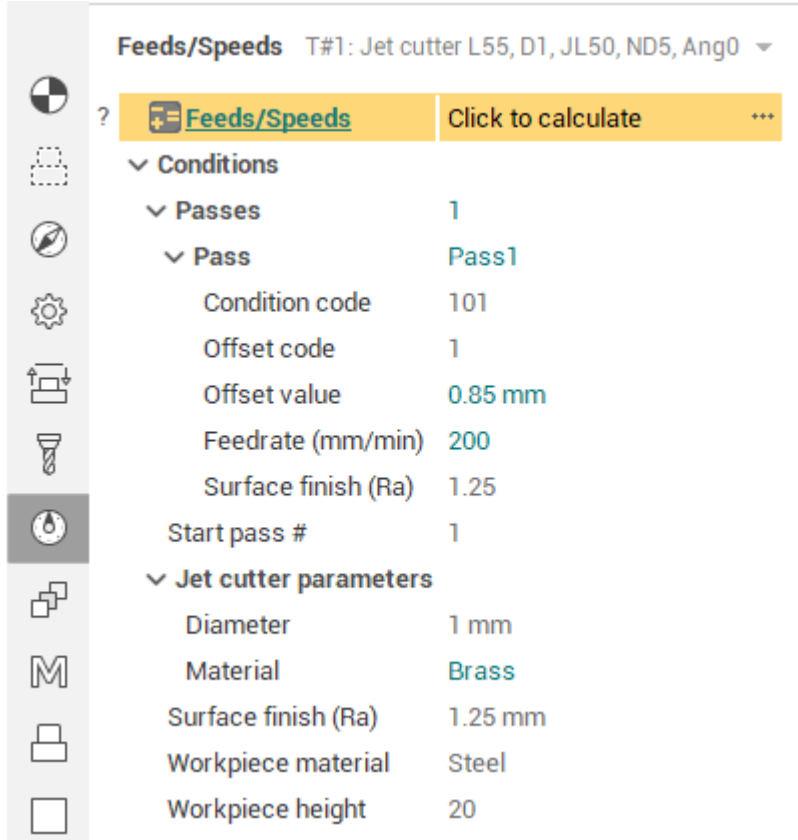 Feeds/Speeds T#1: Jet cutter L55, D1, JL50, ND5, Ang0
? Feeds/Speeds Click to calculate ...
Conditions
Passes 1
Pass Pass1
Condition code 101
Offset code 1
Offset value 0.85 mm
Feedrate (mm/min) 200
Surface finish (Ra) 1.25
Start pass # 1
Jet cutter parameters
Diameter 1 mm
Material Brass
Surface finish (Ra) 1.25 mm
Workpiece material Steel
Workpiece height 20